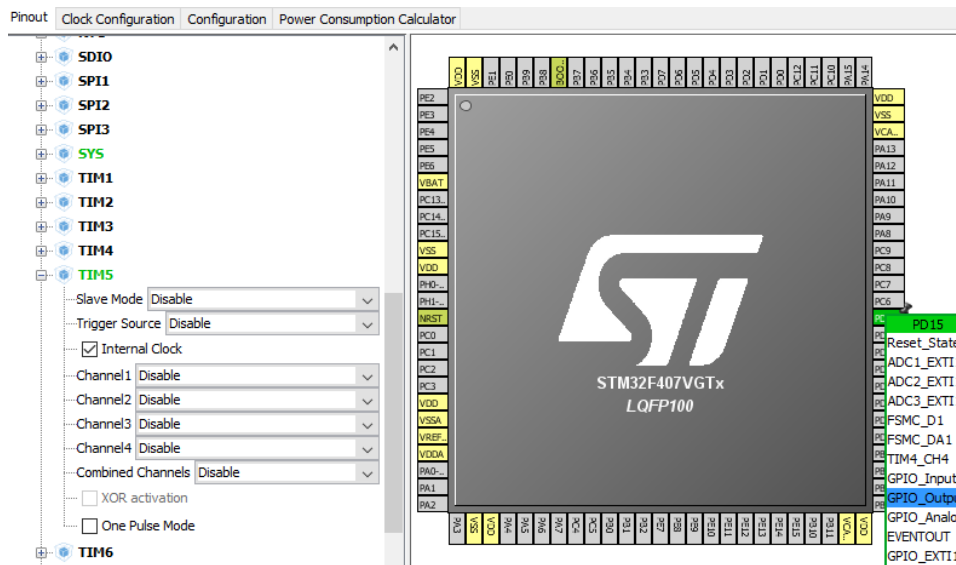 Pinout Clock Configuration Configuration Power Consumption Calculator
SDIO
SPI1
SPI2
SPI3
SYS
TIM1
TIM2
TIM3
TIM4
TIM5
Slave Mode Disable
Trigger Source Disable
Internal Clock
Channel1 Disable
Channel2 Disable
Channel3 Disable
Channel4 Disable
Combined Channels Disable
XOR activation
One Pulse Mode
TIM6
VDD VSS PE1 PE0 PB9 PB8 BOO.. PB7 PB6 PB5 PB4 PB3 PD7 PD6 PD5 PD4 PD3 PD2 PD1 PD0 PC12 PC11 PC10 PA15 PA14
PE2
PE3
PE4
PE5
PE6
VBAT
PC13..
PC14..
PC15..
VSS
VDD
PH0-..
PH1-..
NRST
PC0
PC1
PC2
PC3
VDD
VSSA
VREF..
VDDA
PA0-..
PA1
PA2
ST
STM32F407VGTx
LQFP100
VDD
VSS
VCA..
PA13
PA12
PA11
PA10
PA9
PA8
PC9
PC8
PC7
PC6
PD15
Reset_State
ADC1_EXTI
ADC2_EXTI
ADC3_EXTI
FSMC_D1
FSMC_DA1
TIM4_CH4
GPIO_Input
GPIO_Outpu
GPIO_Analo
EVENTOUT
GPIO_EXTI1
PA3 VSS VDD PA4 PA5 PA6 PA7 PC4 PC5 PB0 PB1 PB2 PE7 PE8 PE9 PE10 PE11 PE12 PE13 PE14 PE15 PB10 PB11 VCA.. VDD